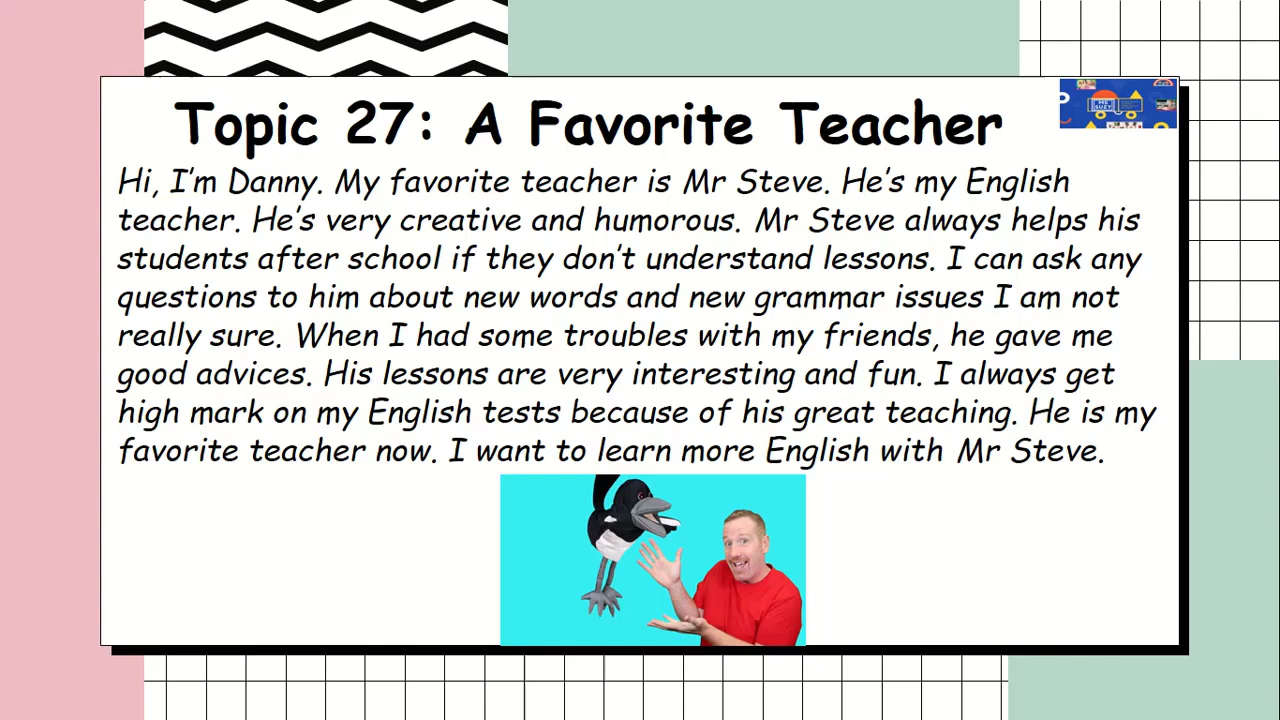 Topic 27: A Favorite Teacher
Hi, I'm Danny. My favorite teacher is Mr Steve. He's my English
teacher. He's very creative and humorous. Mr Steve always helps his
students after school if they don't understand lessons. I can ask any
questions to him about new words and new grammar issues I am not
really sure. When I had some troubles with my friends, he gave me
good advices. His lessons are very interesting and fun. I always get
high mark on my English tests because of his great teaching. He is my
favorite teacher now. I want to learn more English with Mr Steve.